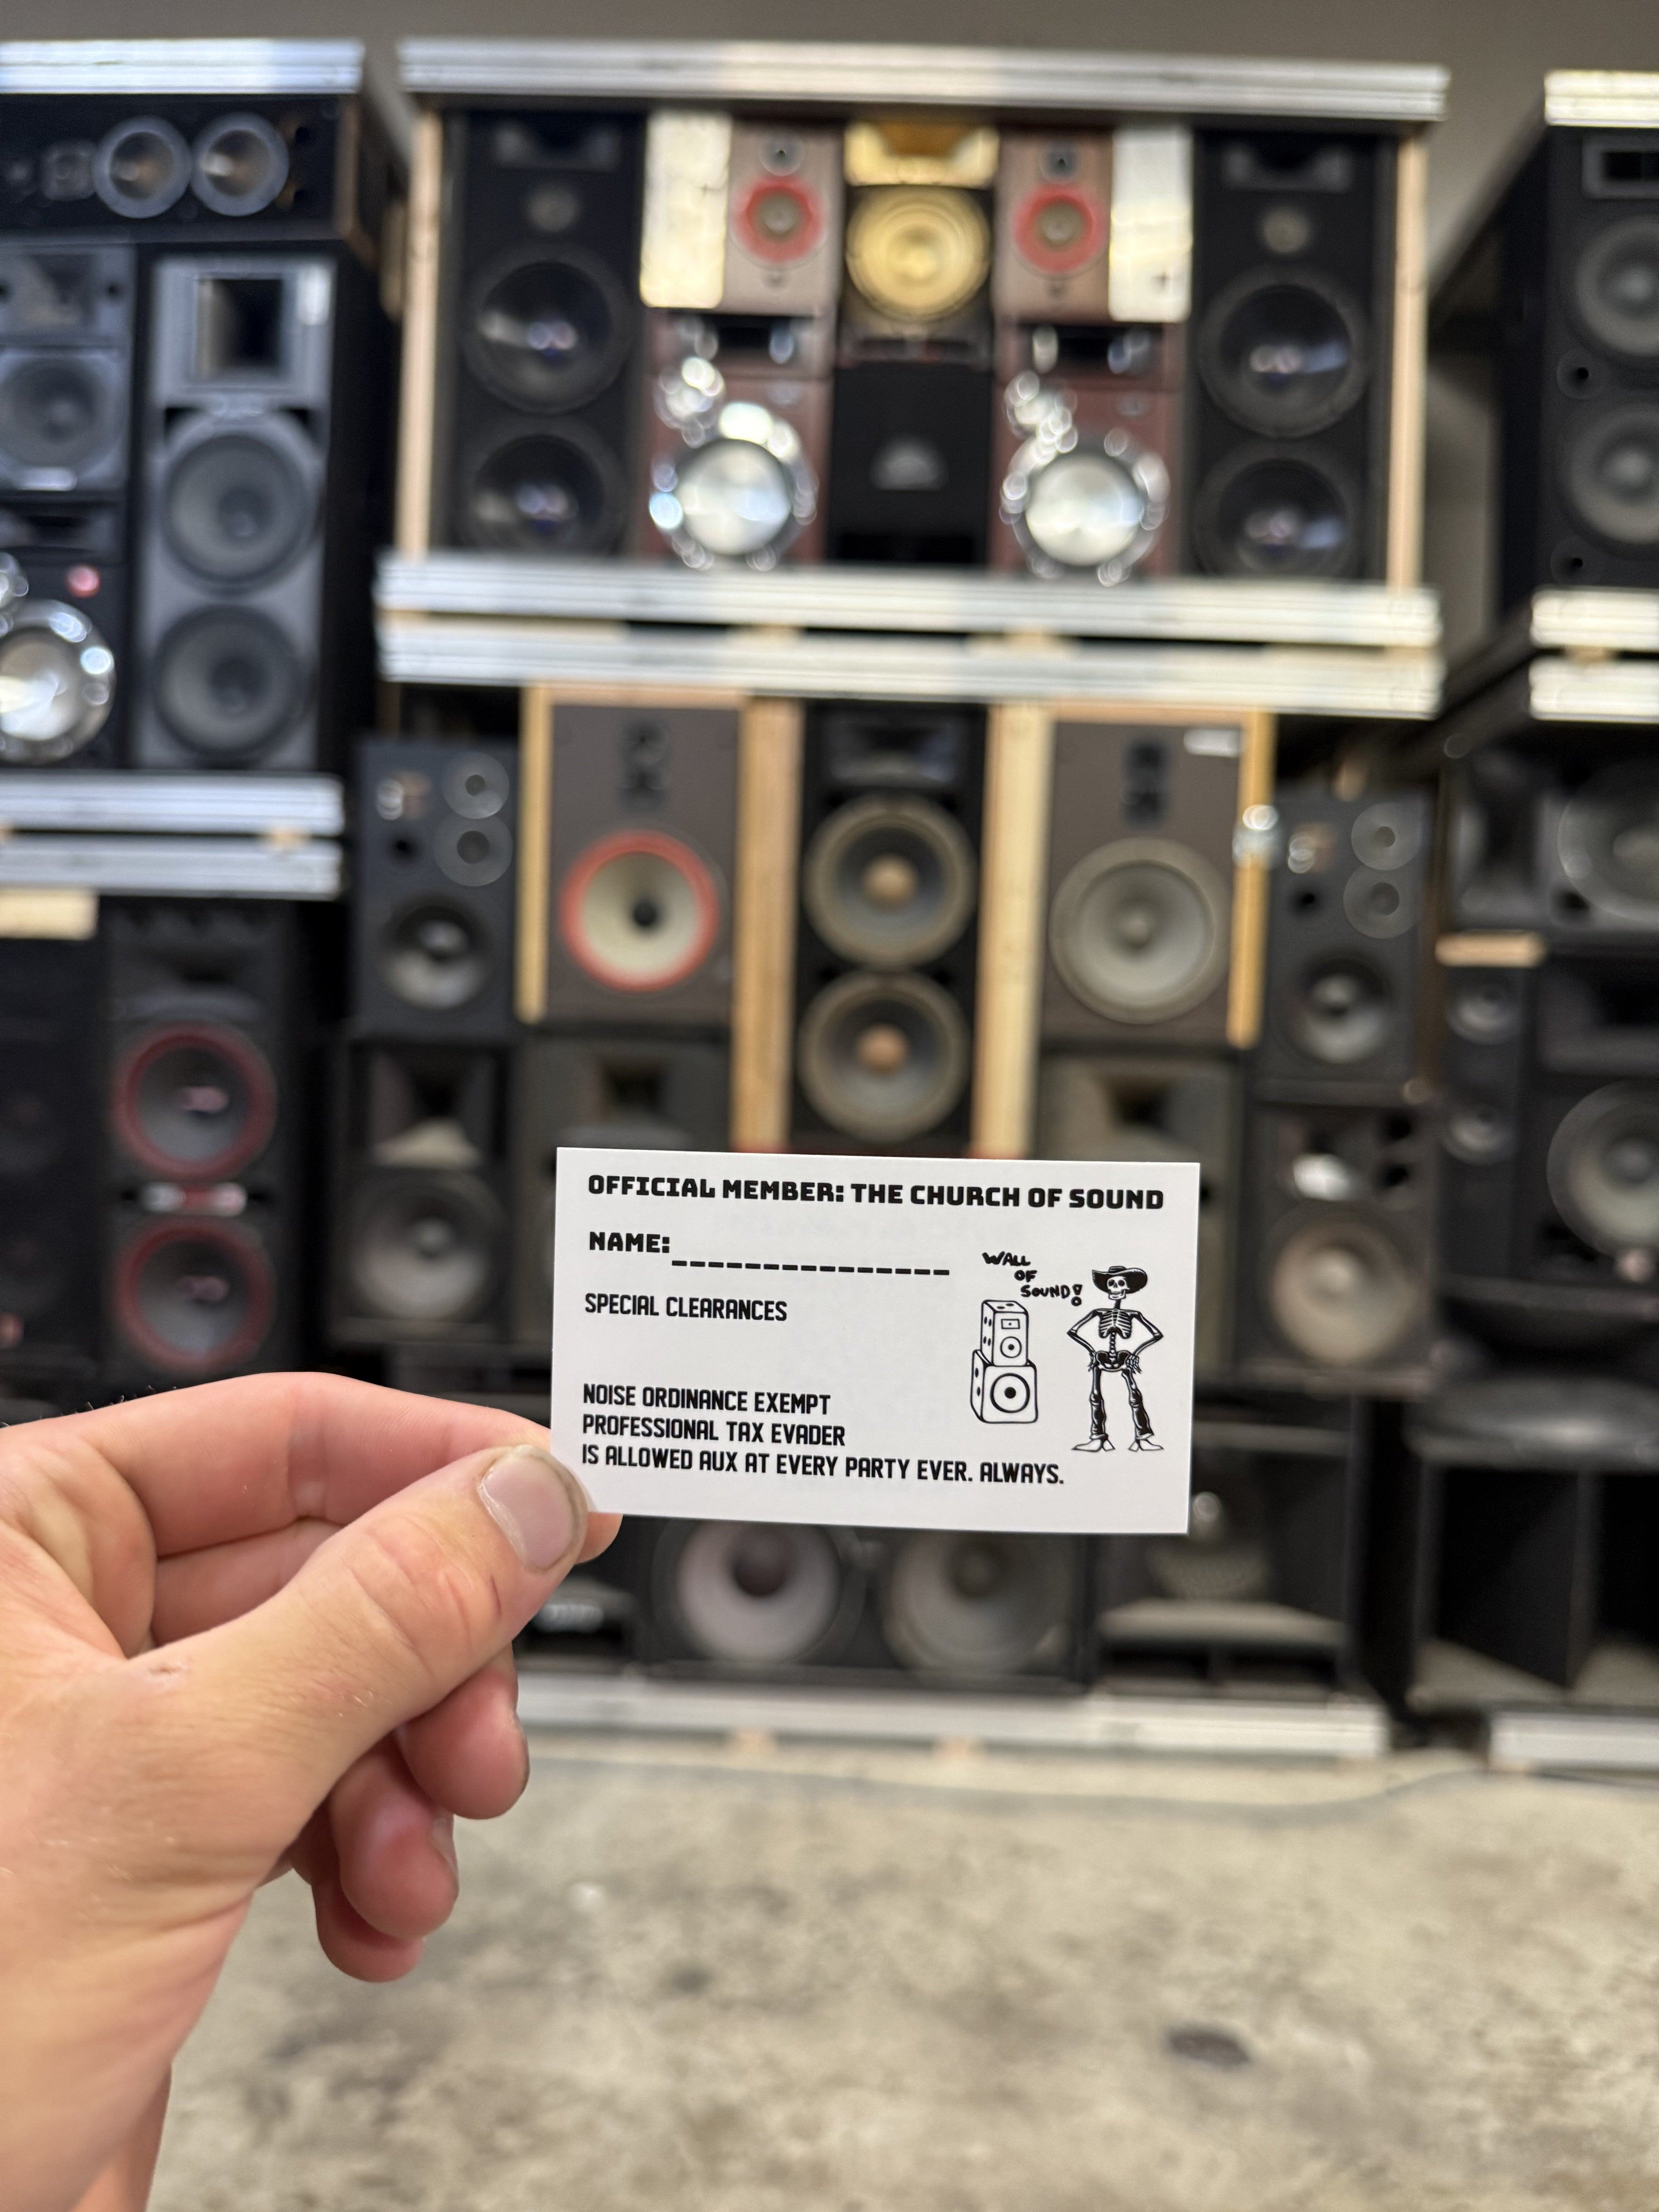 OFFICIAL MEMBER: THE CHURCH OF SOUND
NAME:_______________
WALL
OF
SOUND!
SPECIAL CLEARANCES
NOISE ORDINANCE EXEMPT
PROFESSIONAL TAX EVADER
IS ALLOWED AUX AT EVERY PARTY EVER. ALWAYS.